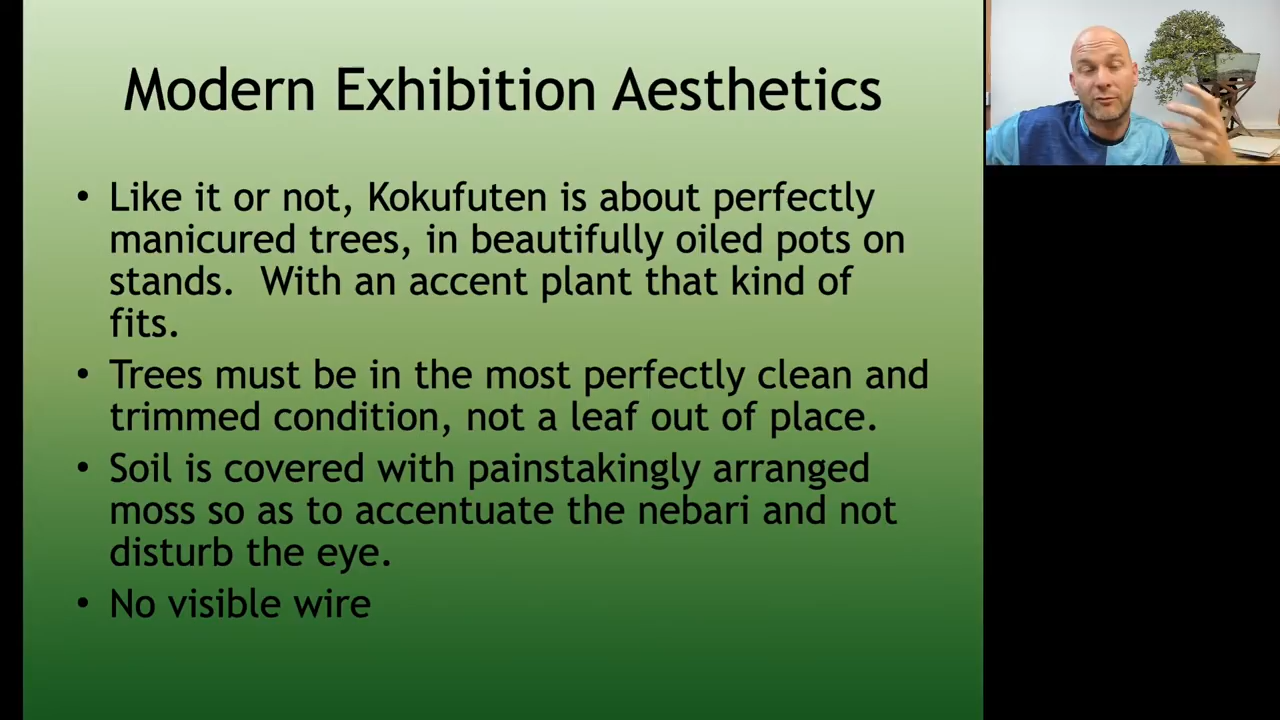 Modern Exhibition Aesthetics
• Like it or not, Kokufuten is about perfectly
manicured trees, in beautifully oiled pots on
stands.  With an accent plant that kind of
fits.
• Trees must be in the most perfectly clean and
trimmed condition, not a leaf out of place.
• Soil is covered with painstakingly arranged
moss so as to accentuate the nebari and not
disturb the eye.
• No visible wire